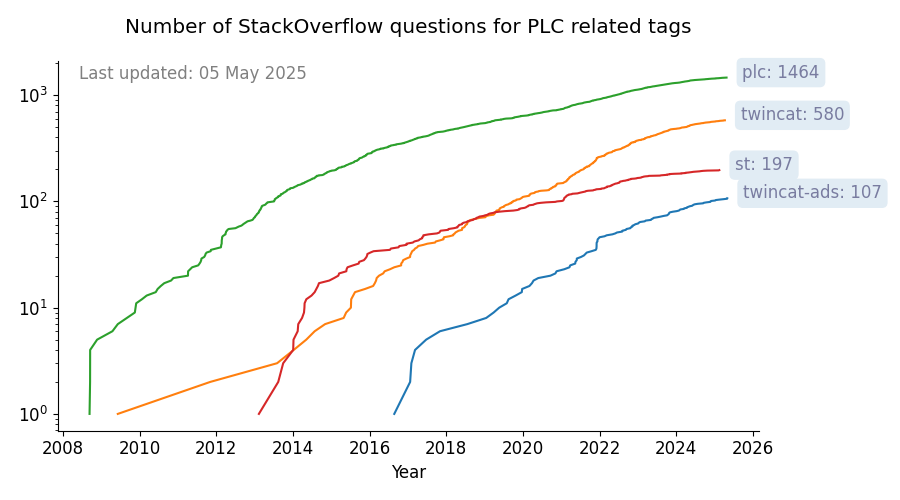 Number of StackOverflow questions for PLC related tags
Last updated: 05 May 2025
plc: 1464
twincat: 580
st: 197
twincat-ads: 107
10³
10²
10¹
10⁰
2008 2010 2012 2014 2016 2018 2020 2022 2024 2026
Year